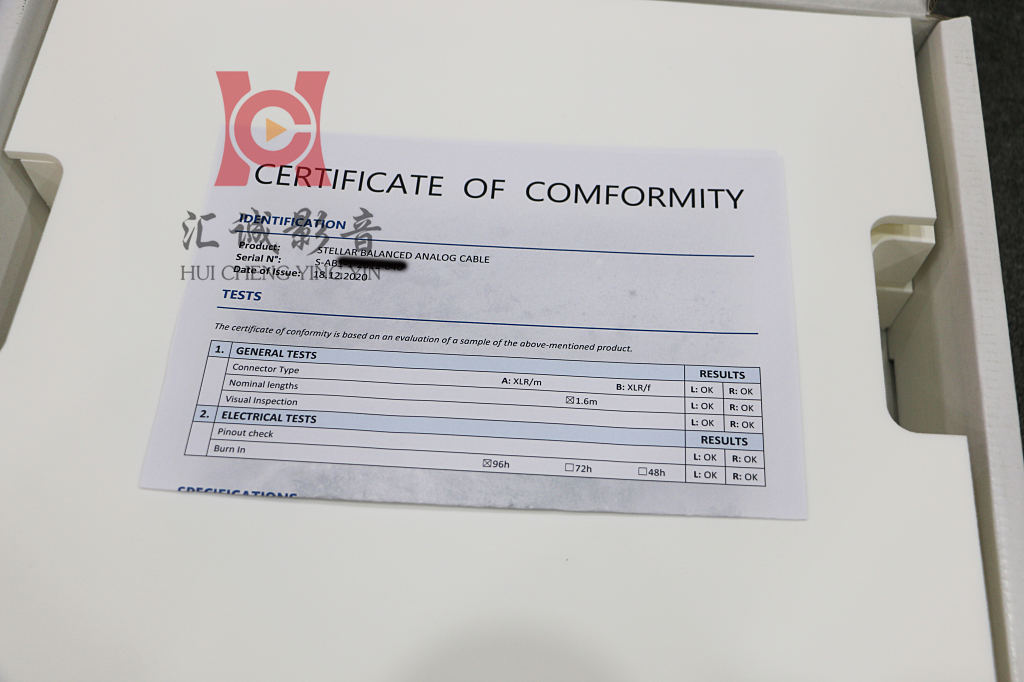 CERTIFICATE OF COMFORMITY
IDENTIFICATION
汇诚影音
Product: STELLAR BALANCED ANALOG CABLE
Serial N°:
HUI CHENG YING YIN
Date of Issue: 18.12.2020
TESTS
The certificate of conformity is based on an evaluation of a sample of the above-mentioned product.
1. GENERAL TESTS RESULTS
Connector Type A: XLR/m B: XLR/f L: OK R: OK
Nominal lengths ☒1.6m L: OK R: OK
Visual Inspection L: OK R: OK
2. ELECTRICAL TESTS RESULTS
Pinout check L: OK R: OK
Burn In ☒96h ☐72h ☐48h L: OK R: OK
SPECIFICATIONS